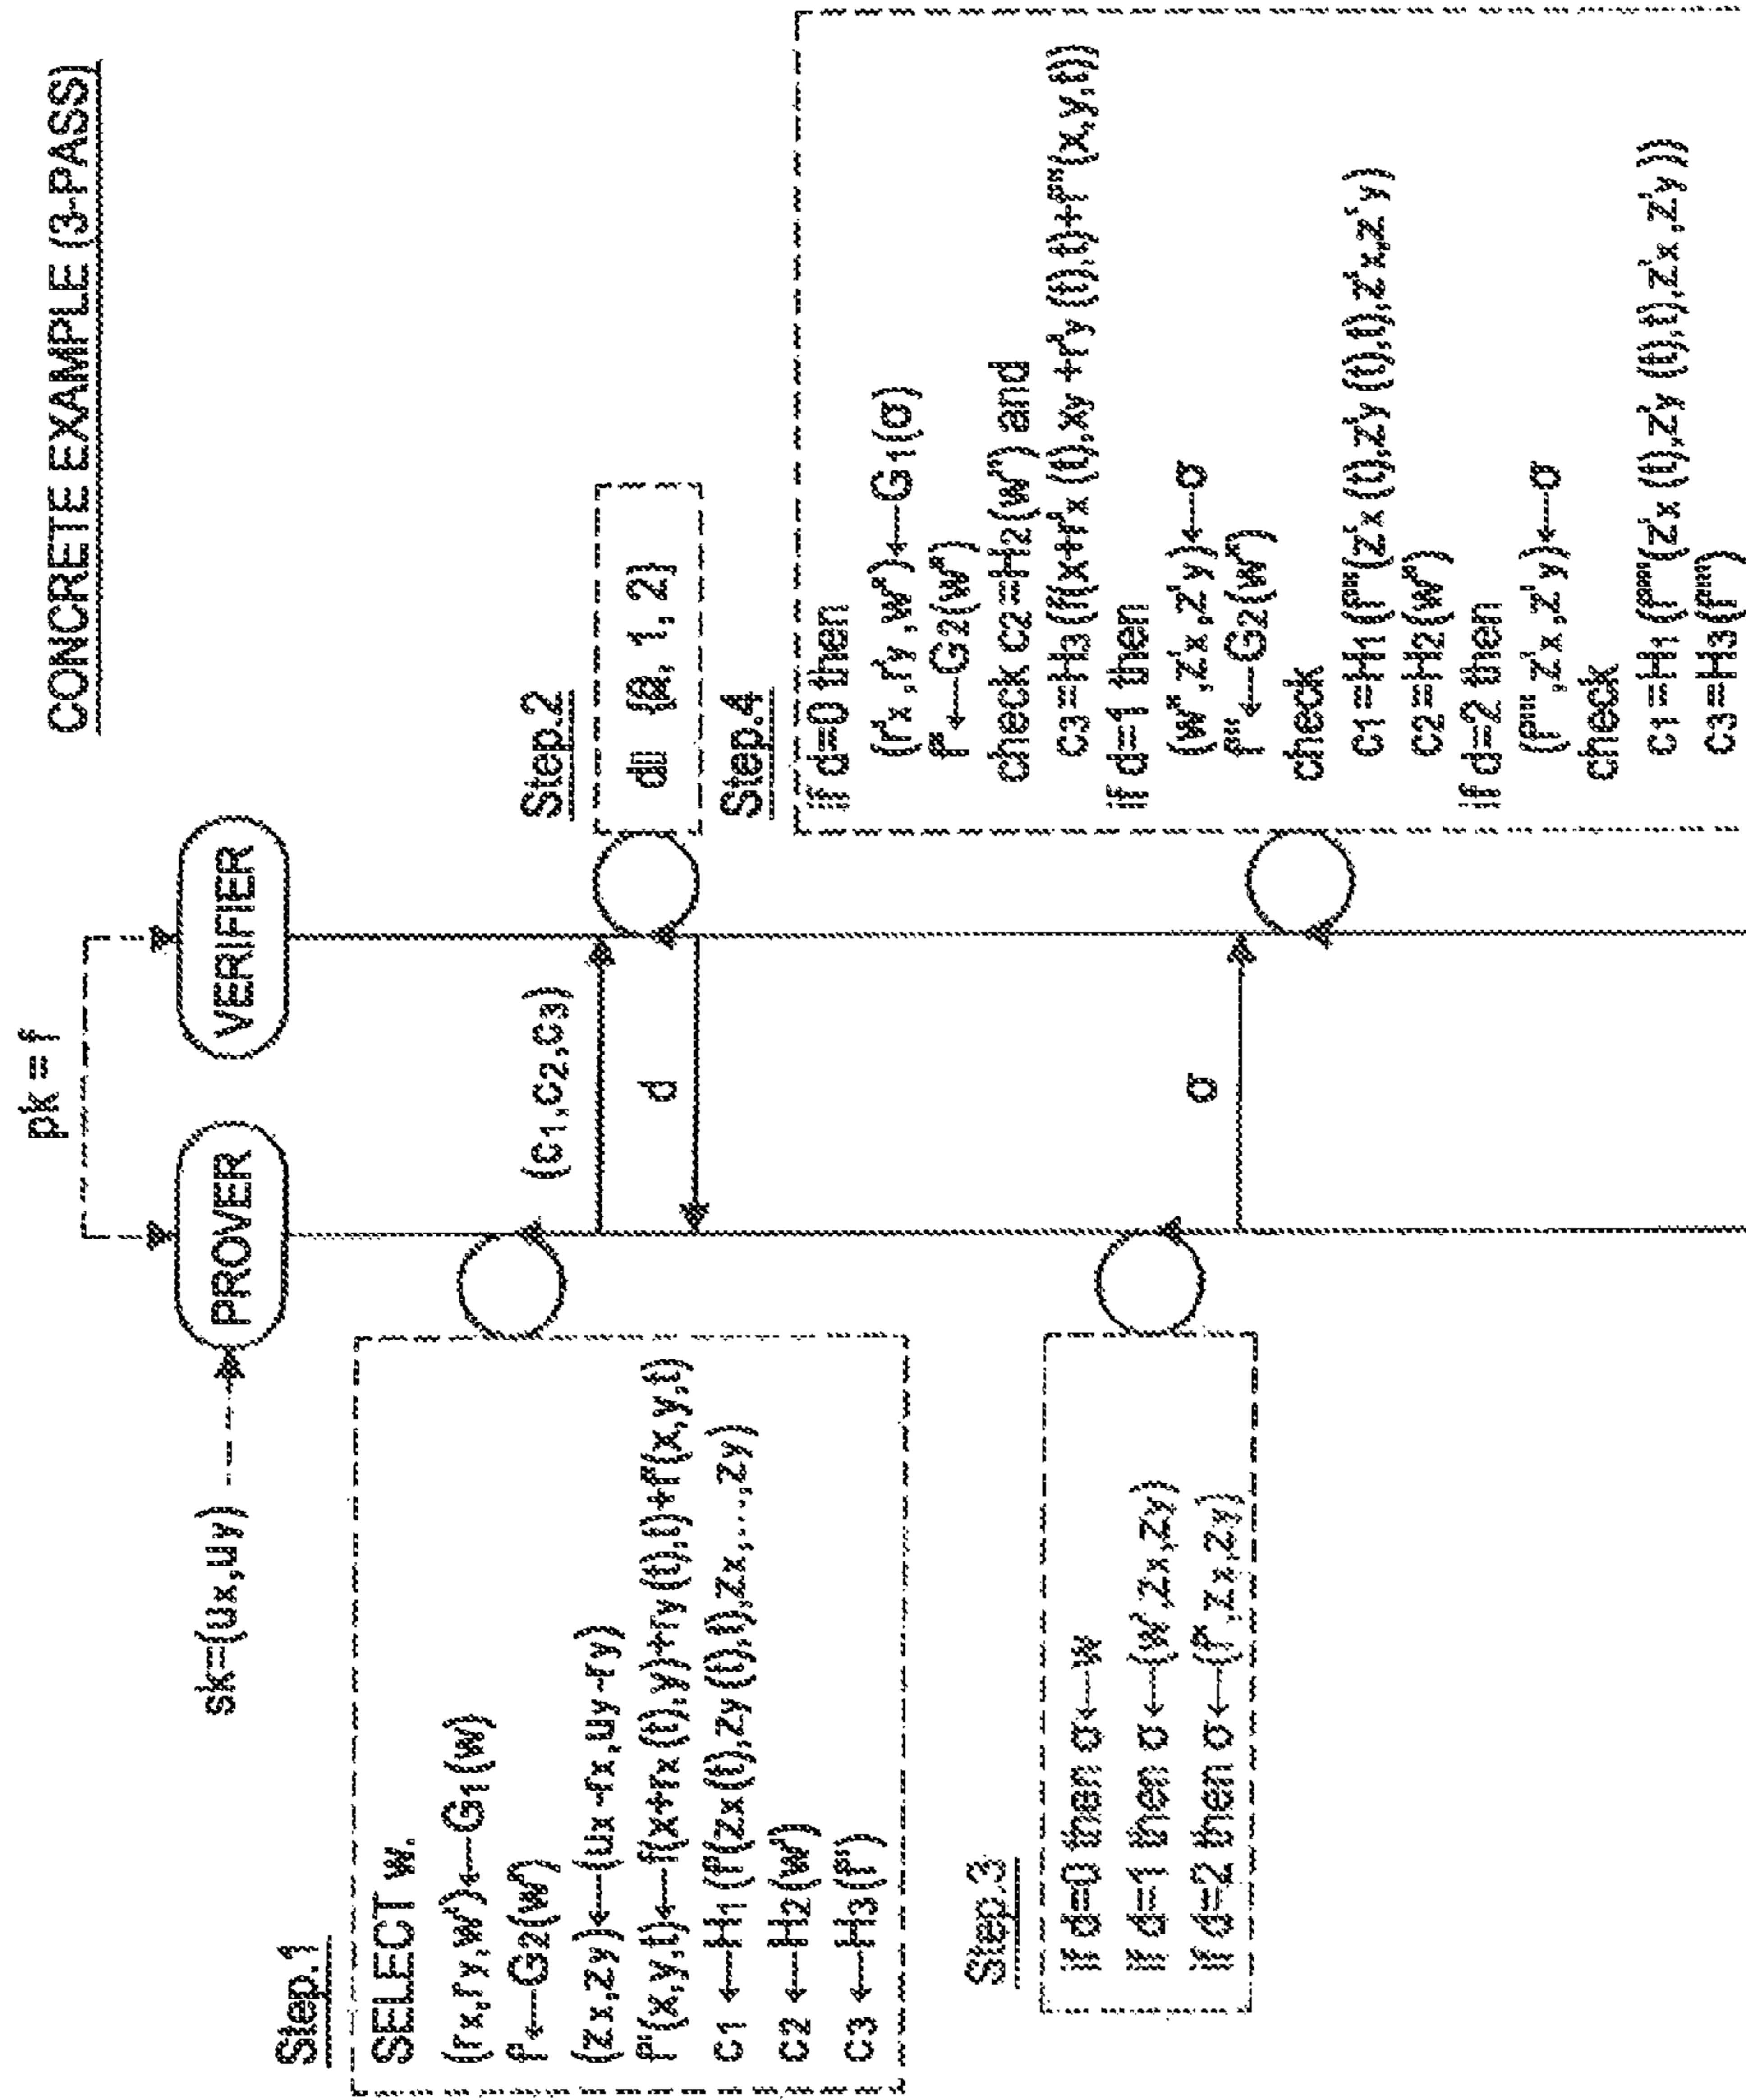 CONCRETE EXAMPLE (3-PASS)
pk = f
sk=(ux,uy)
PROVER
VERIFIER
Step.1
SELECT w.
(rx,ry,w')←G1(w)
f'←G2(w')
(zx,zy)←(ux-rx,uy-ry)
f''(x,y,t)←f(x+rx(t),y)+ry(t),t)+f'(x,y,t)
c1 ←H1(f'(zx(t),zy(t),t),zx,...,zy)
c2 ←H2(w')
c3 ←H3(f'')
(c1,c2,c3)
Step.2
d {0, 1, 2}
d
Step.3
if d=0 then σ←w
if d=1 then σ←(w',zx,zy)
if d=2 then σ←(f'',zx,zy)
σ
Step.4
if d=0 then
(r'x,r'y,w'')←G1(σ)
f'''←G2(w'')
check c2=H2(w'') and
c3=H3(f(x+r'x(t),xy+r'y(t),t)+f'''(x,y,t))
if d=1 then
(w'',z'x,z'y)←σ
f'''←G2(w'')
check
c1=H1(f'''(z'x(t),z'y(t),t),z'x,z'y)
c2=H2(w'')
if d=2 then
(f'''',z'x,z'y)←σ
check
c1=H1(f''''(z'x(t),z'y(t),t),z'x,z'y))
c3=H3(f'''')